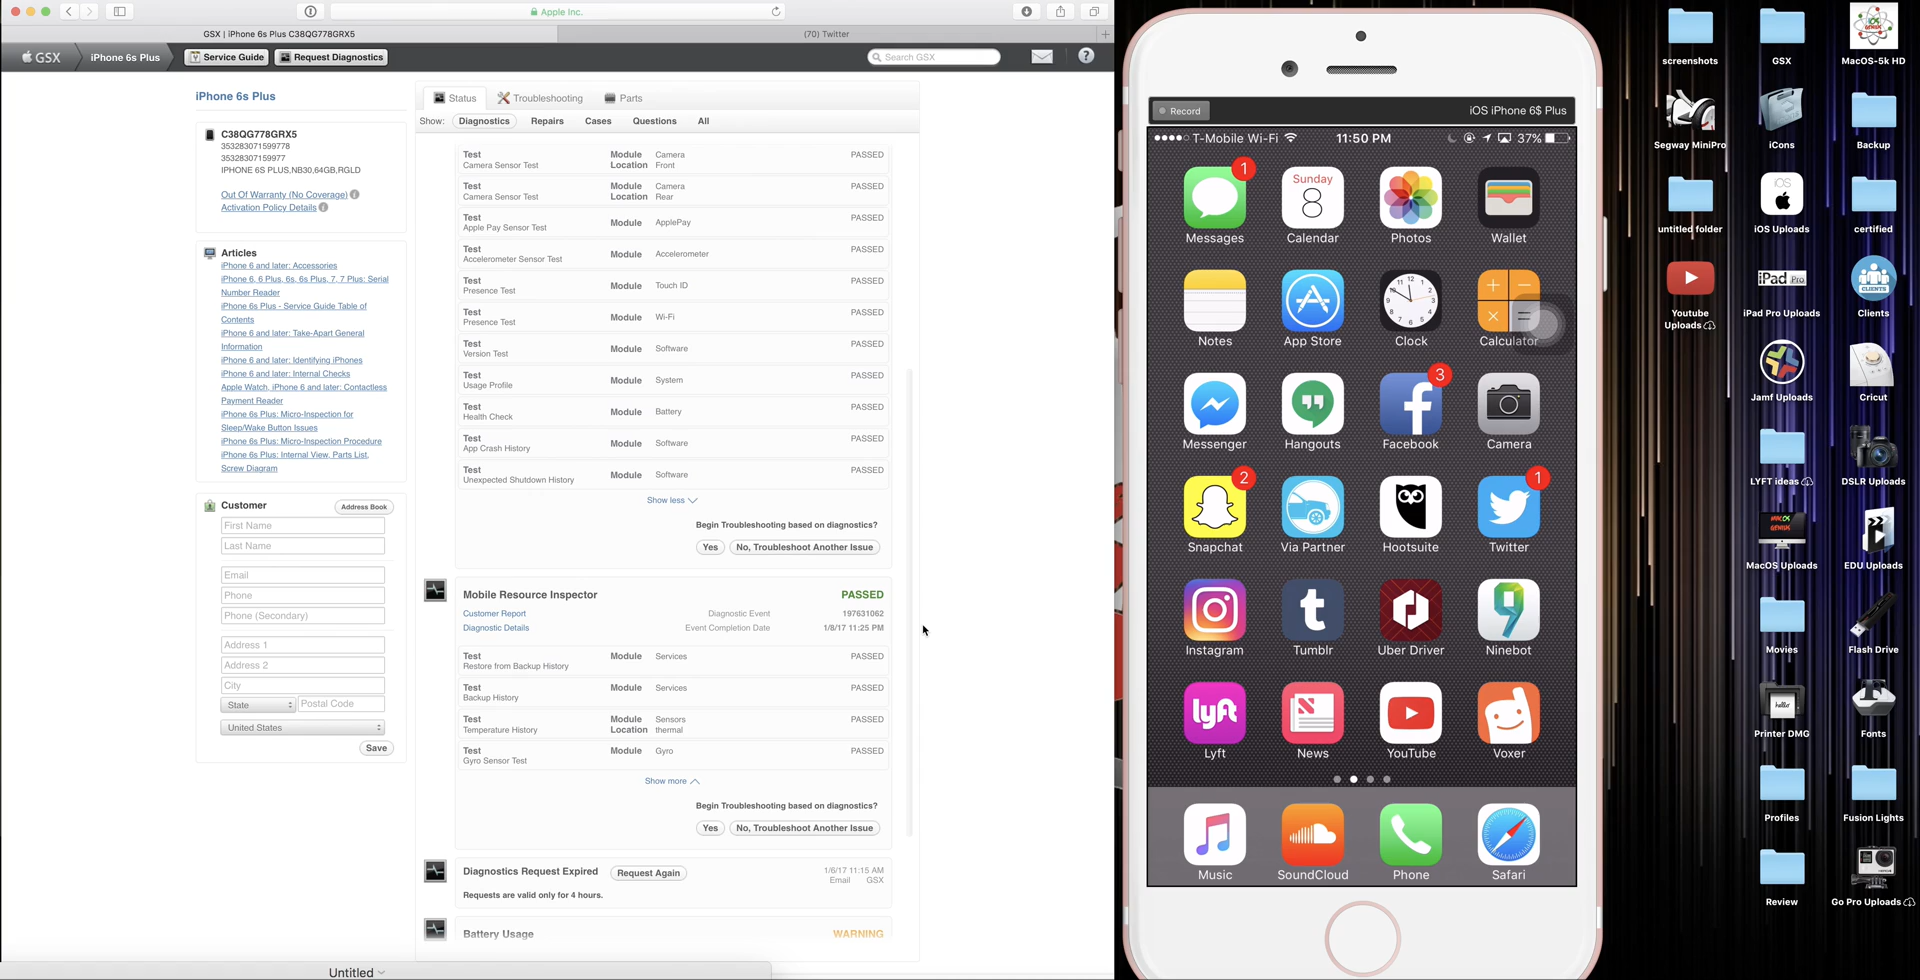 Apple Inc.
GSX | iPhone 6s Plus C38QG778GRX5
(70) Twitter
GSX
iPhone 6s Plus
Service Guide
Request Diagnostics
Search GSX
?
iPhone 6s Plus
C38QG778GRX5
353283071599778
35328307159977
IPHONE 6S PLUS,NB30,64GB,RGLD
Out Of Warranty (No Coverage)
Activation Policy Details
Articles
iPhone 6 and later: Accessories
iPhone 6, 6 Plus, 6s, 6s Plus, 7, 7 Plus: Serial
Number Reader
iPhone 6s Plus - Service Guide Table of
Contents
iPhone 6 and later: Take-Apart General
Information
iPhone 6 and later: Identifying iPhones
iPhone 6 and later: Internal Checks
Apple Watch, iPhone 6 and later: Contactless
Payment Reader
iPhone 6s Plus: Micro-Inspection for
Sleep/Wake Button Issues
iPhone 6s Plus: Micro-Inspection Procedure
iPhone 6s Plus: Internal View, Parts List,
Screw Diagram
Customer
Address Book
First Name
Last Name
Email
Phone
Phone (Secondary)
Address 1
Address 2
City
State
Postal Code
United States
Save
Status
Troubleshooting
Parts
Show:
Diagnostics
Repairs
Cases
Questions
All
Test Module Camera PASSED
Camera Sensor Test Location Front
Test Module Camera PASSED
Camera Sensor Test Location Rear
Test Module ApplePay PASSED
Apple Pay Sensor Test
Test Module Accelerometer PASSED
Accelerometer Sensor Test
Test Module Touch ID PASSED
Presence Test
Test Module Wi-Fi PASSED
Presence Test
Test Module Software PASSED
Version Test
Test Module System PASSED
Usage Profile
Test Module Battery PASSED
Health Check
Test Module Software PASSED
App Crash History
Test Module Software PASSED
Unexpected Shutdown History
Show less
Begin Troubleshooting based on diagnostics?
Yes
No, Troubleshoot Another Issue
Mobile Resource Inspector PASSED
Customer Report Diagnostic Event 197631062
Diagnostic Details Event Completion Date 1/8/17 11:25 PM
Test Module Services PASSED
Restore from Backup History
Test Module Services PASSED
Backup History
Test Module Sensors PASSED
Temperature History Location thermal
Test Module Gyro PASSED
Gyro Sensor Test
Show more
Begin Troubleshooting based on diagnostics?
Yes
No, Troubleshoot Another Issue
Diagnostics Request Expired
Request Again
1/6/17 11:15 AM
Email GSX
Requests are valid only for 4 hours.
Battery Usage WARNING
Untitled
Record
iOS iPhone 6$ Plus
T-Mobile Wi-Fi
11:50 PM
37%
1
Sunday
8
Messages
Calendar
Photos
Wallet
Notes
App Store
Clock
Calculator
3
Messenger
Hangouts
Facebook
Camera
2
1
Snapchat
Via Partner
Hootsuite
Twitter
Instagram
Tumblr
Uber Driver
Ninebot
lyft
Lyft
News
YouTube
Voxer
Music
SoundCloud
Phone
Safari
screenshots
GSX
MacOS-5k HD
Segway MiniPro
iCons
Backup
iOS
untitled folder
iOS Uploads
certified
iPad Pro
CLIENTS
Youtube
Uploads
iPad Pro Uploads
Clients
Jamf Uploads
Cricut
LYFT ideas
DSLR Uploads
MACOS
GENIUS
MacOS Uploads
EDU Uploads
Movies
Flash Drive
hello
Printer DMG
Fonts
Profiles
Fusion Lights
Review
Go Pro Uploads